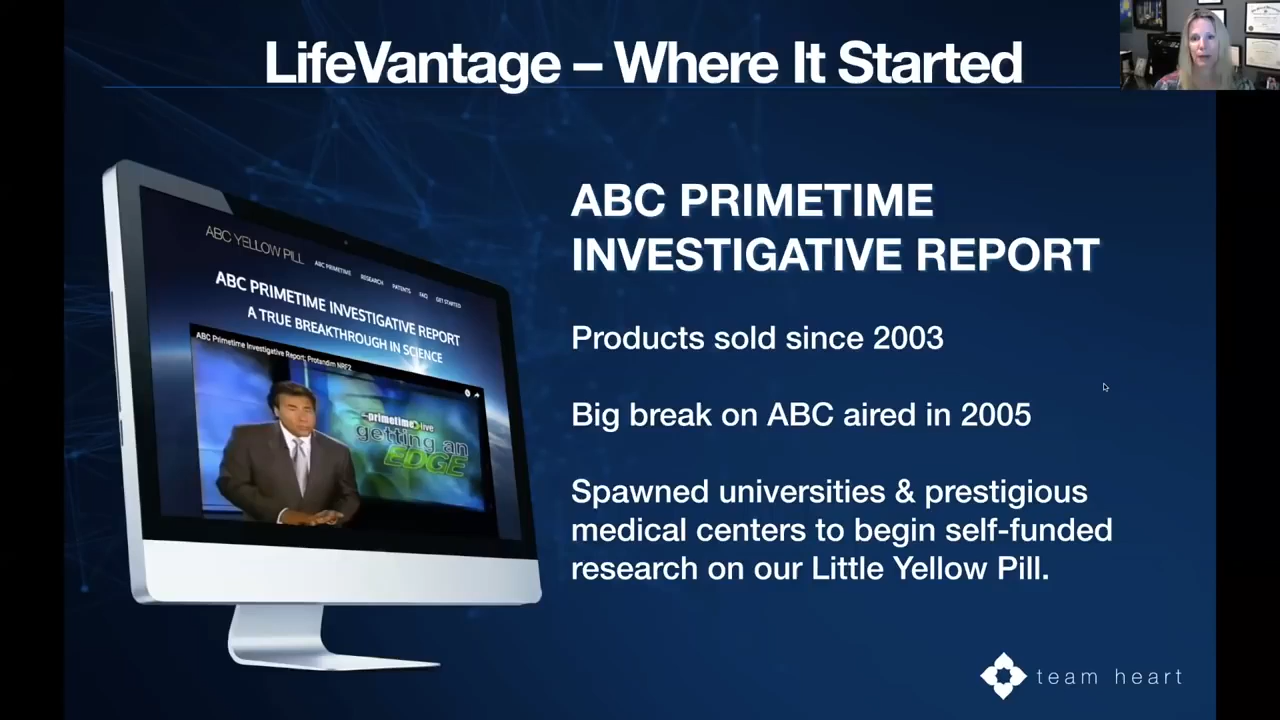 LifeVantage – Where It Started
ABC YELLOW PILL
ABC PRIMETIME
RESEARCH
PATENTS
FAQ
GET STARTED
ABC PRIMETIME INVESTIGATIVE REPORT
A TRUE BREAKTHROUGH IN SCIENCE
ABC Primetime Investigative Report: Protandim NRF2
primetime live
getting an
EDGE
ABC PRIMETIME
INVESTIGATIVE REPORT
Products sold since 2003
Big break on ABC aired in 2005
Spawned universities & prestigious
medical centers to begin self-funded
research on our Little Yellow Pill.
team heart